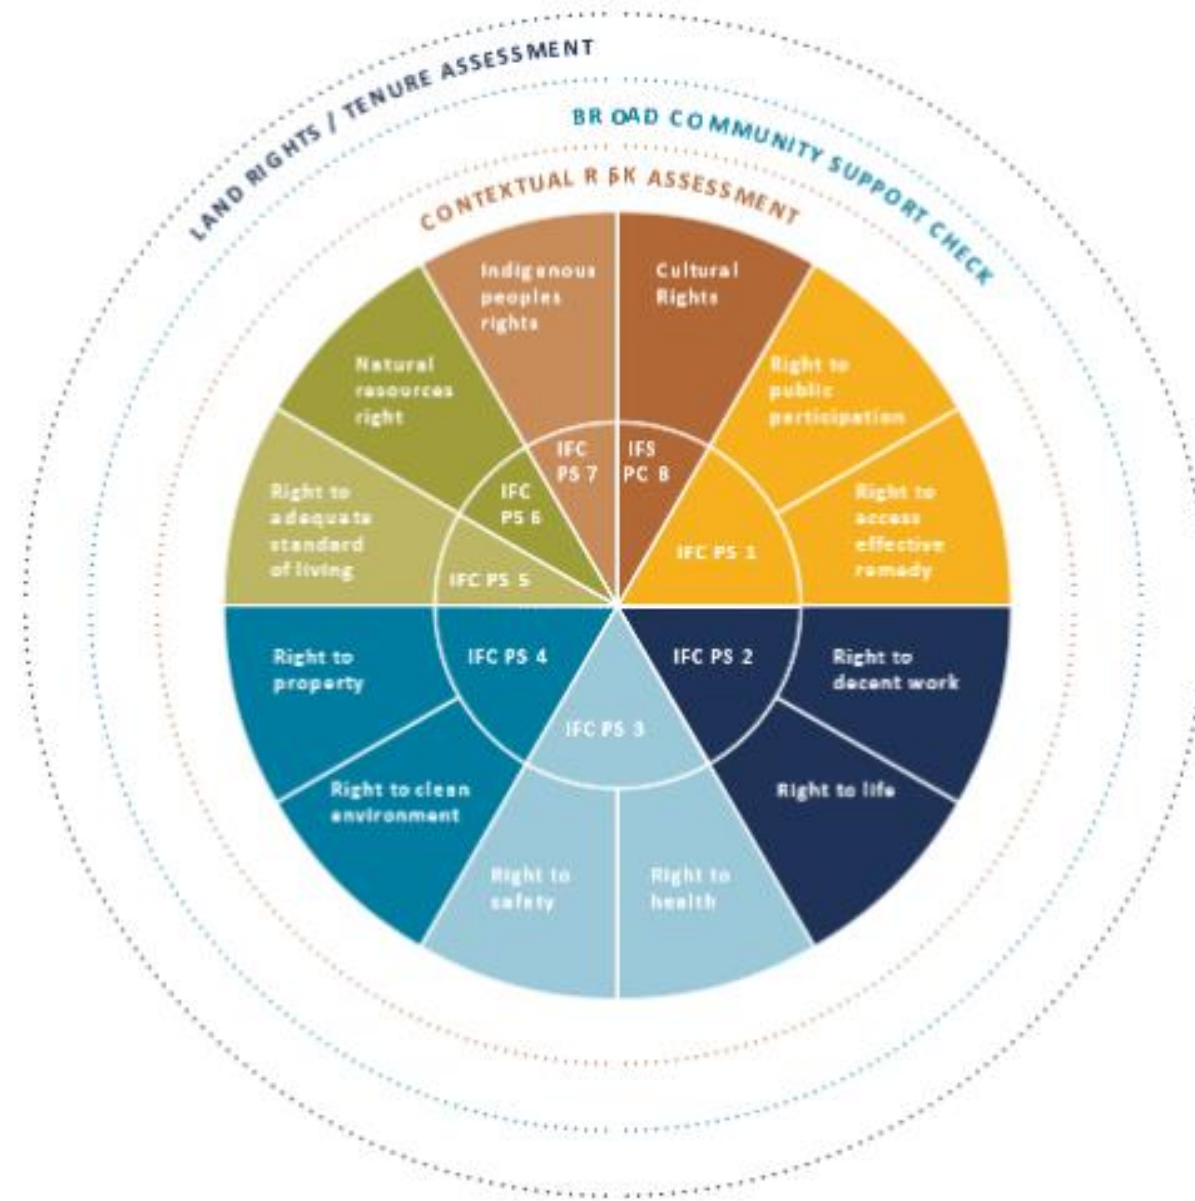 LAND RIGHTS / TENURE ASSESSMENT
BROAD COMMUNITY SUPPORT CHECK
CONTEXTUAL RISK ASSESSMENT
Indigenous
peoples
rights
Cultural
Rights
Natural
resources
right
Right to
public
participation
IFC
PS 7
IFS
PC 8
Right to
adequate
standard
of living
IFC
PS 6
Right to
access
effective
remedy
IFC PS 5
IFC PS 1
Right to
property
IFC PS 4
IFC PS 2
Right to
decent work
IFC PS 3
Right to clean
environment
Right to life
Right to
safety
Right to
health